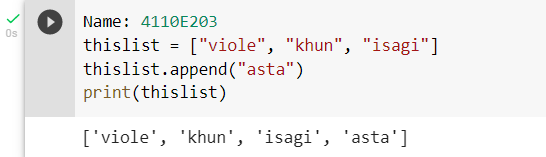 Name: 4110E203
thislist = ["viole", "khun", "isagi"]
thislist.append("asta")
print(thislist)
0s
['viole', 'khun', 'isagi', 'asta']